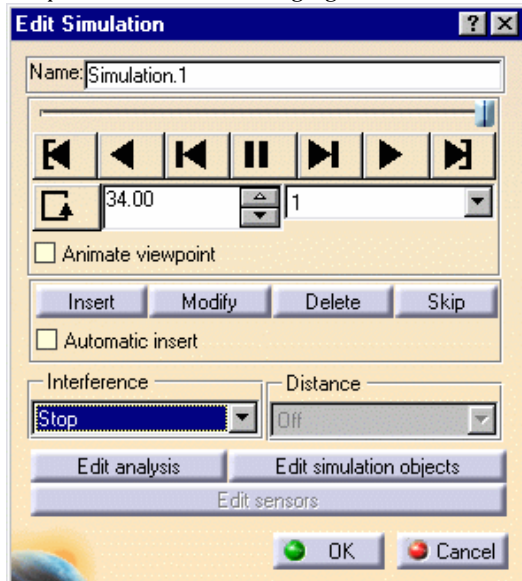 Edit Simulation
Name: Simulation.1
34.00 1
Animate viewpoint
Insert Modify Delete Skip
Automatic insert
Interference Distance
Stop Off
Edit analysis Edit simulation objects
Edit sensors
OK Cancel